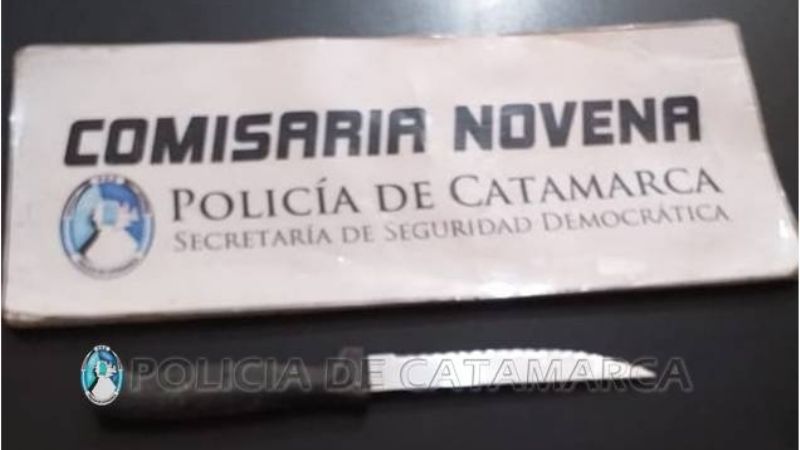 COMISARIA NOVENA
POLICÍA DE CATAMARCA
SECRETARÍA DE SEGURIDAD DEMOCRÁTICA
POLICIA DE CATAMARCA